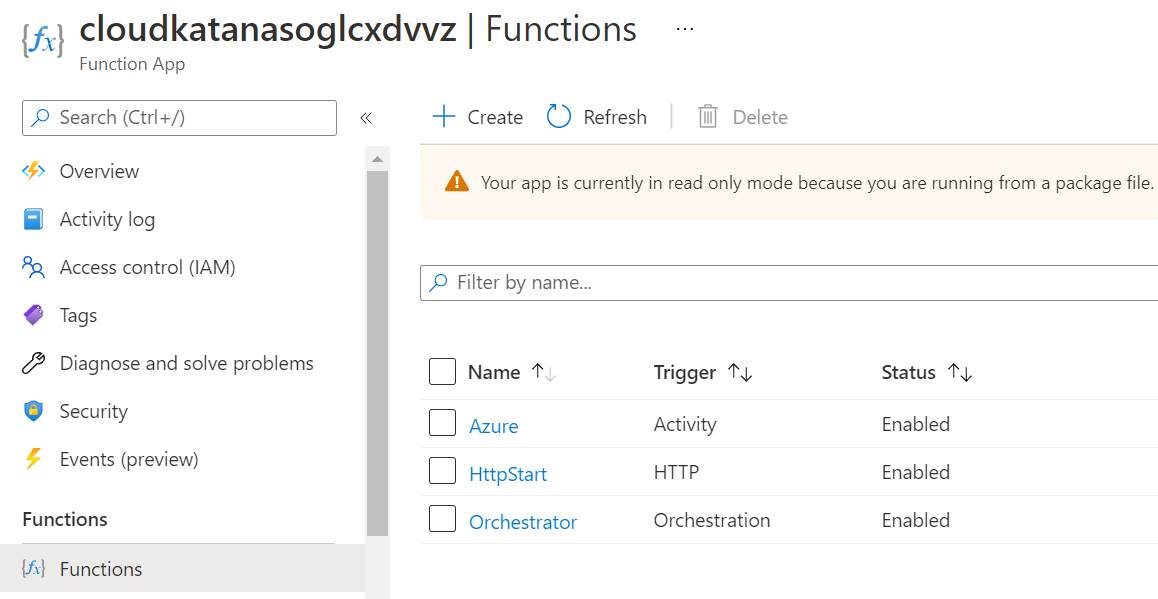 cloudkatanasoglcxdvvz | Functions ...
Function App
Search (Ctrl+/) «
Overview
Activity log
Access control (IAM)
Tags
Diagnose and solve problems
Security
Events (preview)
Functions
{fx} Functions
Create Refresh Delete
Your app is currently in read only mode because you are running from a package file.
Filter by name...
Name Trigger Status
Azure Activity Enabled
HttpStart HTTP Enabled
Orchestrator Orchestration Enabled